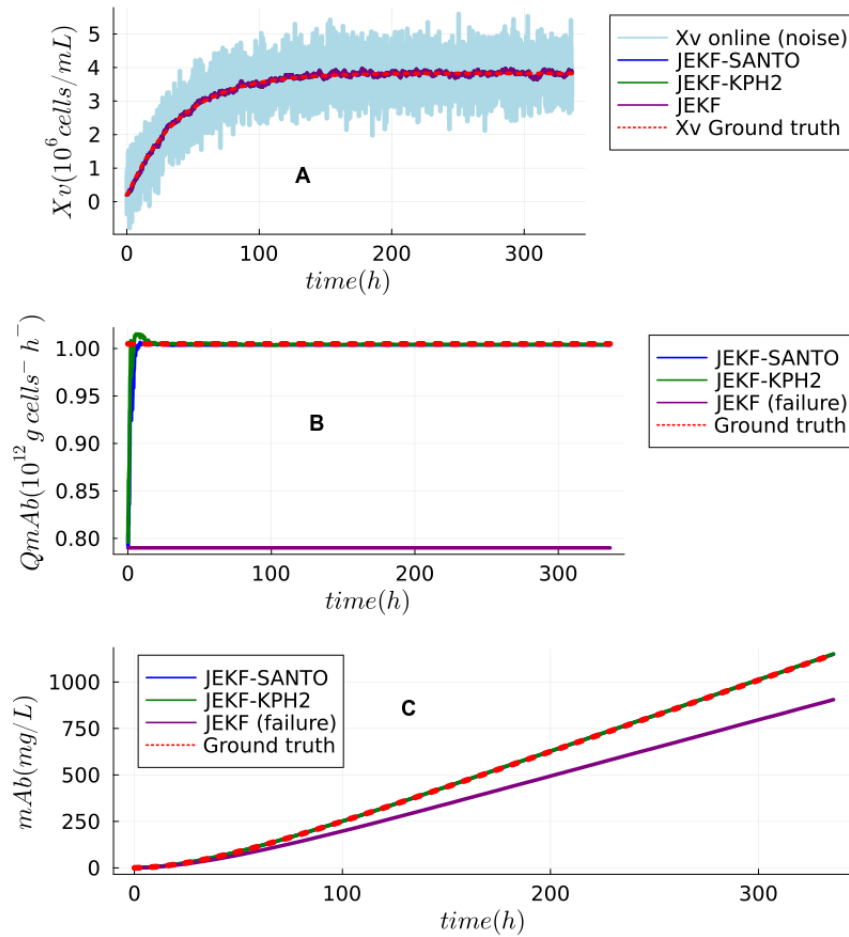 5
4
3
2
1
0
Xv(10^6 cells/mL)
A
0
100
200
300
time(h)
Xv online (noise)
JEKF-SANTO
JEKF-KPH2
JEKF
Xv Ground truth
1.00
0.95
0.90
0.85
0.80
QmAb(10^12 g cells^- h^-)
B
0
100
200
300
time(h)
JEKF-SANTO
JEKF-KPH2
JEKF (failure)
Ground truth
1000
750
500
250
0
mAb(mg/L)
JEKF-SANTO
JEKF-KPH2
JEKF (failure)
Ground truth
C
0
100
200
300
time(h)